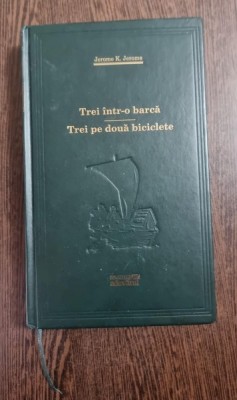 Jerome K. Jerome
Trei într-o barcă
Trei pe două biciclete